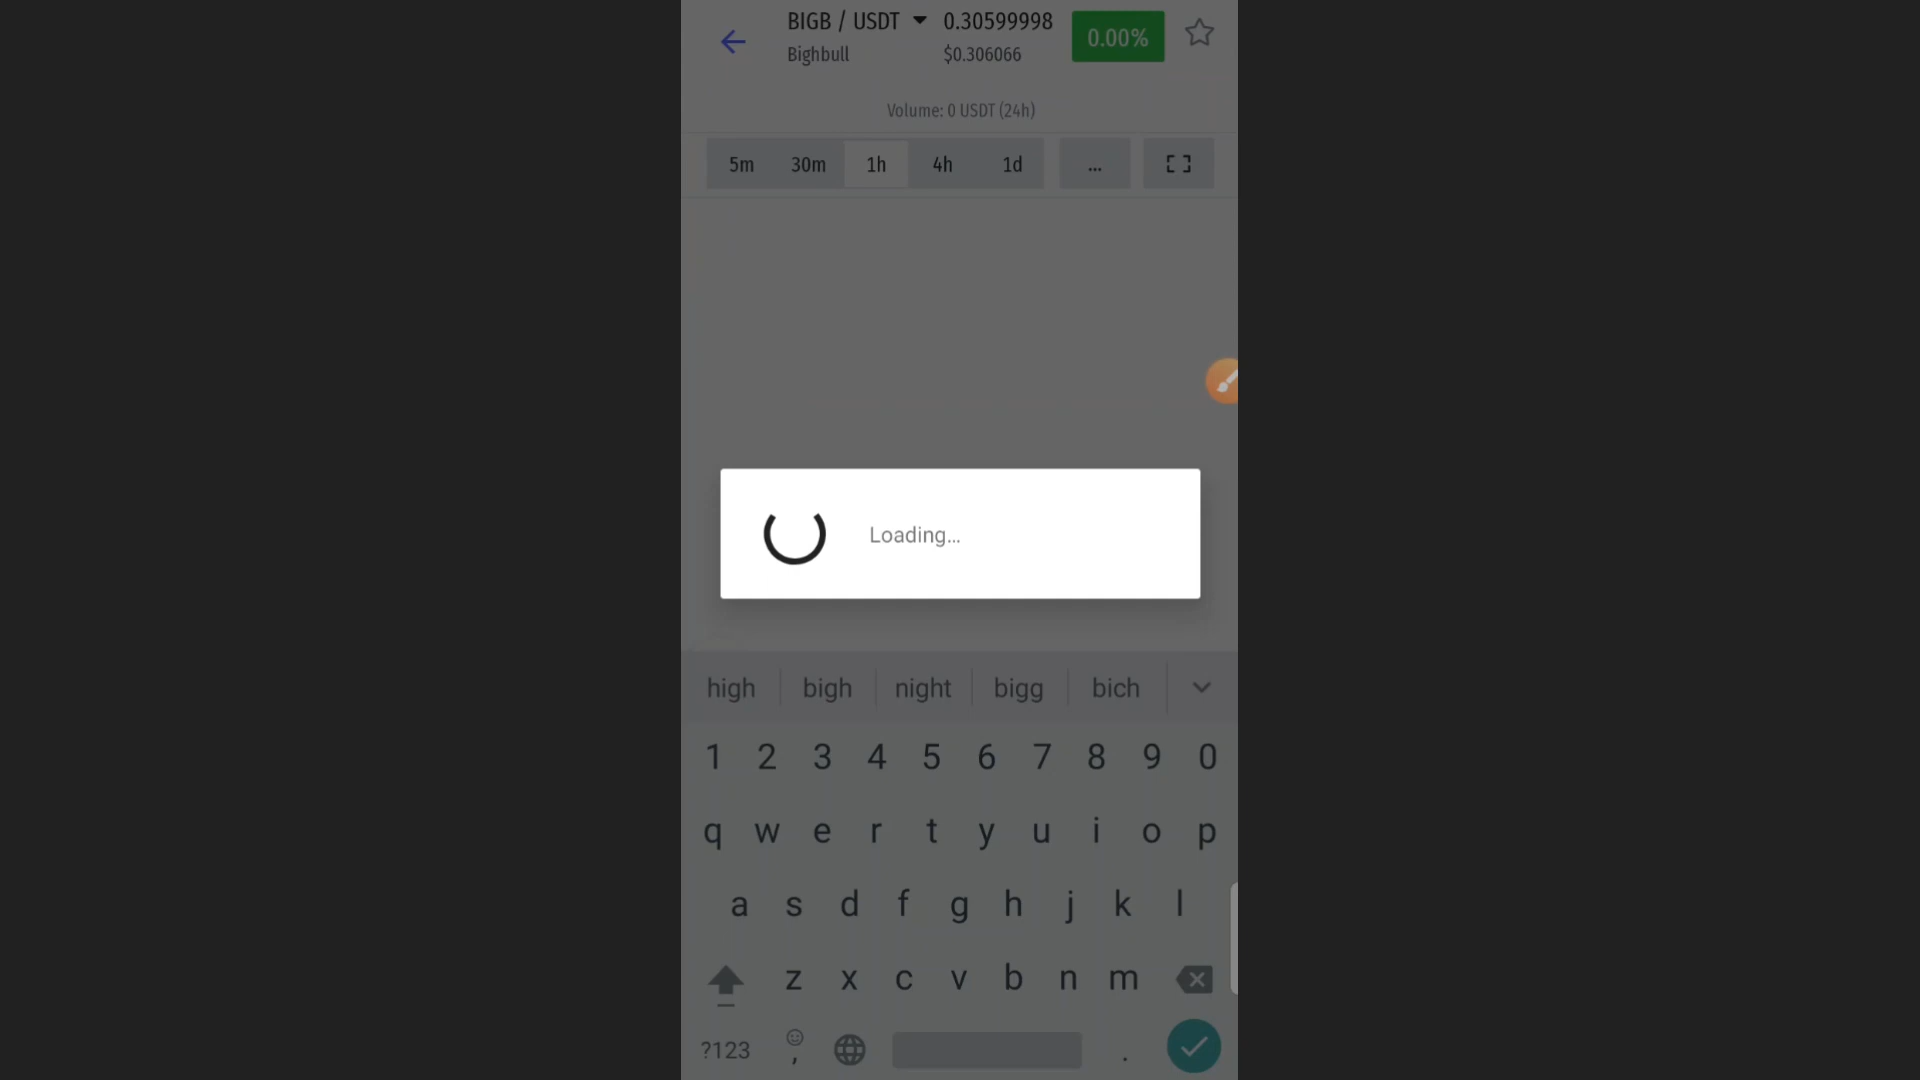 BIGB / USDT 0.30599998 0.00%
Bighbull $0.306066
Volume: 0 USDT (24h)
5m 30m 1h 4h 1d ...
Loading...
high bigh night bigg bich
1 2 3 4 5 6 7 8 9 0
q w e r t y u i o p
a s d f g h j k l
z x c v b n m
?123 , .